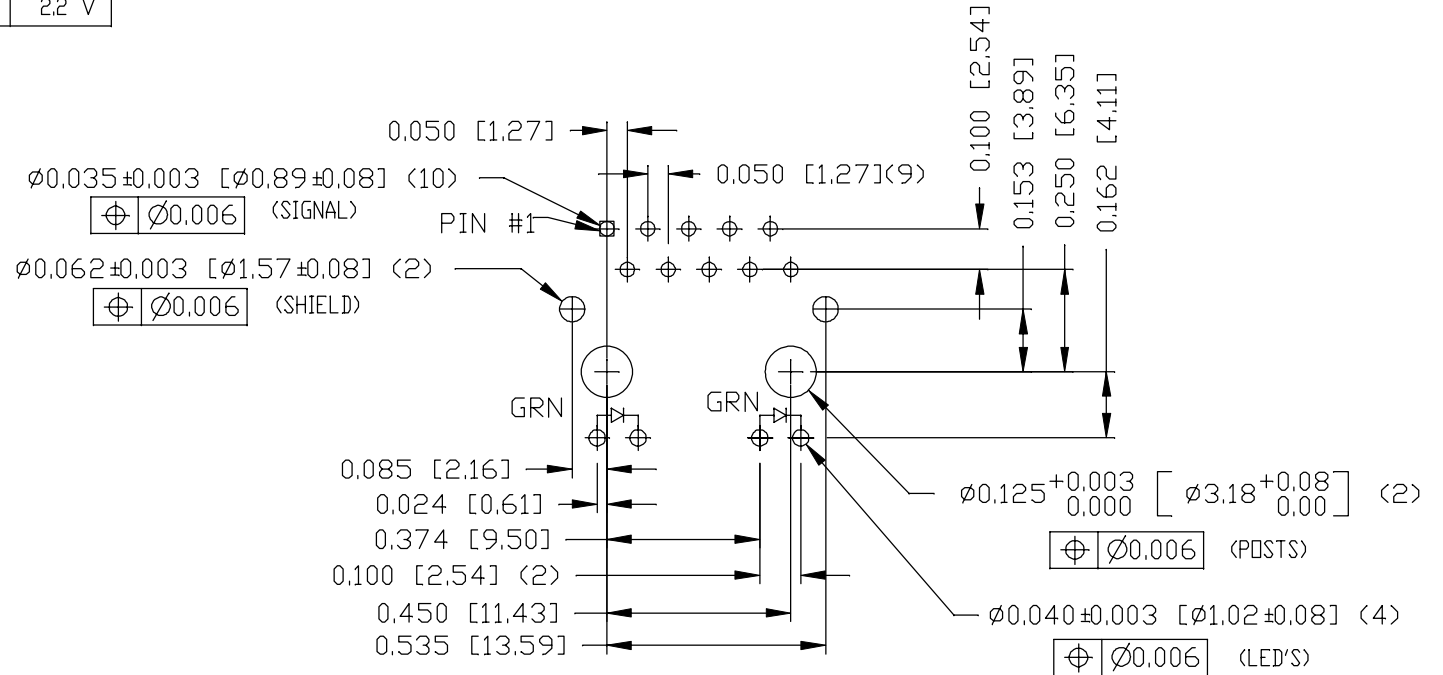 2.2 V
0.100 [2.54]
0.153 [3.89]
0.250 [6.35]
0.162 [4.11]
0.050 [1.27]
0.050 [1.27](9)
Ø0.035±0.003 [Ø0.89±0.08] (10)
⌖ Ø0.006 (SIGNAL)
PIN #1
Ø0.062±0.003 [Ø1.57±0.08] (2)
⌖ Ø0.006 (SHIELD)
GRN
GRN
0.085 [2.16]
0.024 [0.61]
0.374 [9.50]
0.100 [2.54] (2)
0.450 [11.43]
0.535 [13.59]
Ø0.125 +0.003 0.000 [ Ø3.18 +0.08 0.00 ] (2)
⌖ Ø0.006 (POSTS)
Ø0.040±0.003 [Ø1.02±0.08] (4)
⌖ Ø0.006 (LED'S)